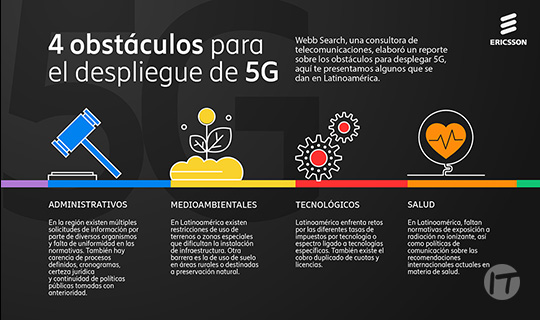 4 obstáculos para
el despliegue de 5G
Webb Search, una consultora de
telecomunicaciones, elaboró un reporte
sobre los obstáculos para desplegar 5G,
aquí te presentamos algunos que se
dan en Latinoamérica.
ERICSSON
5G
ADMINISTRATIVOS
En la región existen múltiples
solicitudes de información por
parte de diversos organismos
y falta de uniformidad en las
normativas. También hay
carencia de procesos
definidos, cronogramas,
certeza jurídica
y continuidad de políticas
públicas tomadas con
anterioridad.
MEDIOAMBIENTALES
En Latinoamérica existen
restricciones de uso de
terrenos o zonas especiales
que dificultan la instalación
de infraestructura. Otra
barrera es la de uso de suelo
en áreas rurales o destinadas
a preservación natural.
TECNOLÓGICOS
Latinoamérica enfrenta retos
por las diferentes tasas de
impuestos por tecnología o
espectro ligado a tecnologías
específicas. También existe el
cobro duplicado de cuotas y
licencias.
SALUD
En Latinoamérica, faltan
normativas de exposición a
radiación no ionizante, así
como políticas de
comunicación sobre las
recomendaciones
internacionales actuales en
materia de salud.
IT